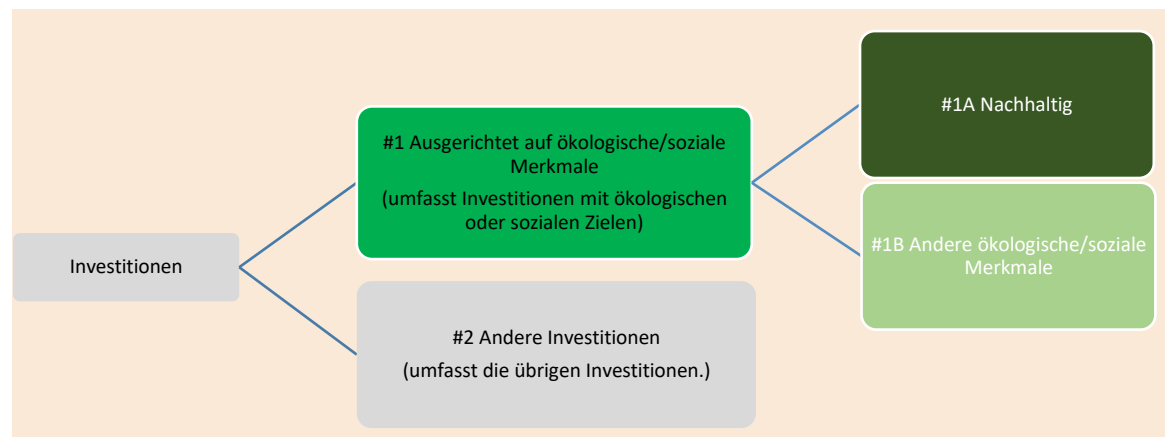 Investitionen
#1 Ausgerichtet auf ökologische/soziale
Merkmale
(umfasst Investitionen mit ökologischen
oder sozialen Zielen)
#2 Andere Investitionen
(umfasst die übrigen Investitionen.)
#1A Nachhaltig
#1B Andere ökologische/soziale
Merkmale